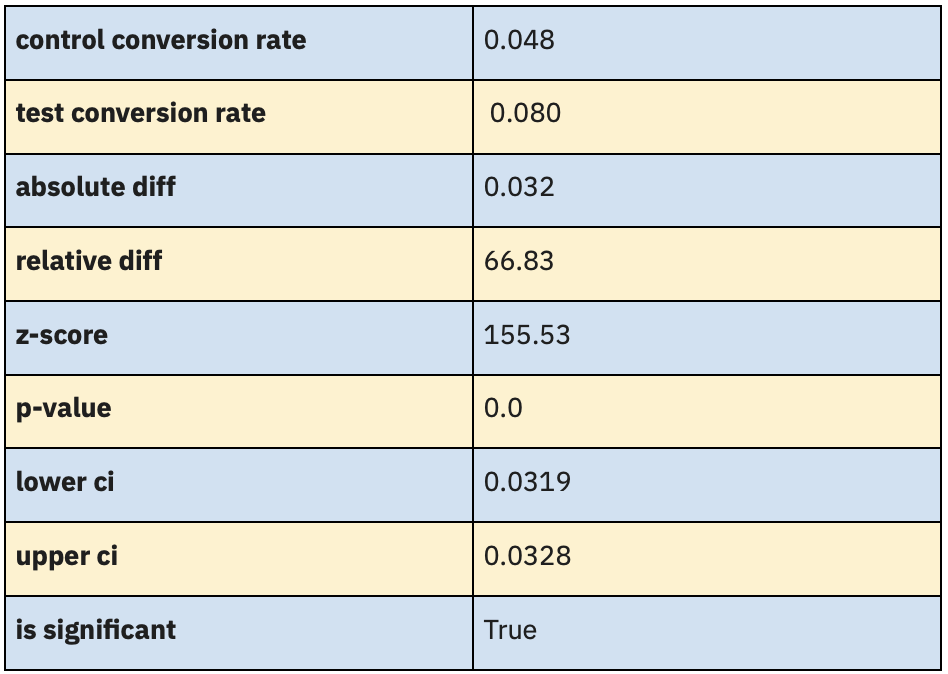 control conversion rate 0.048
test conversion rate 0.080
absolute diff 0.032
relative diff 66.83
z-score 155.53
p-value 0.0
lower ci 0.0319
upper ci 0.0328
is significant True